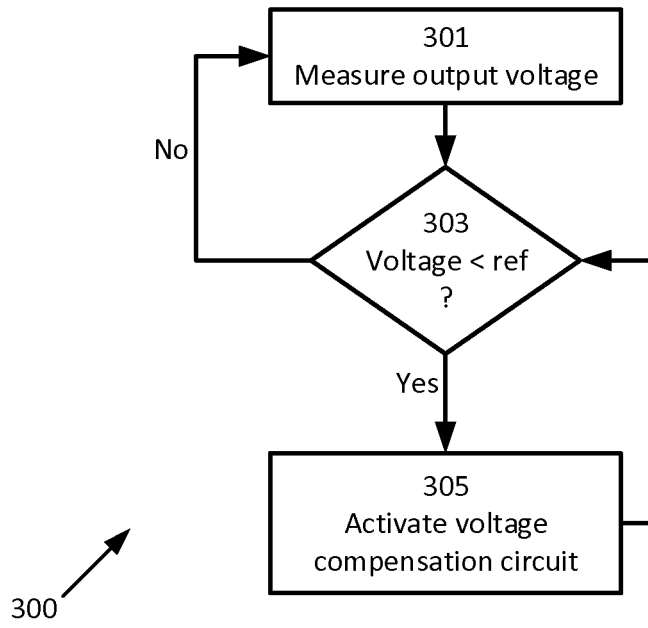 301
Measure output voltage
No
303
Voltage < ref
?
Yes
305
Activate voltage
compensation circuit
300